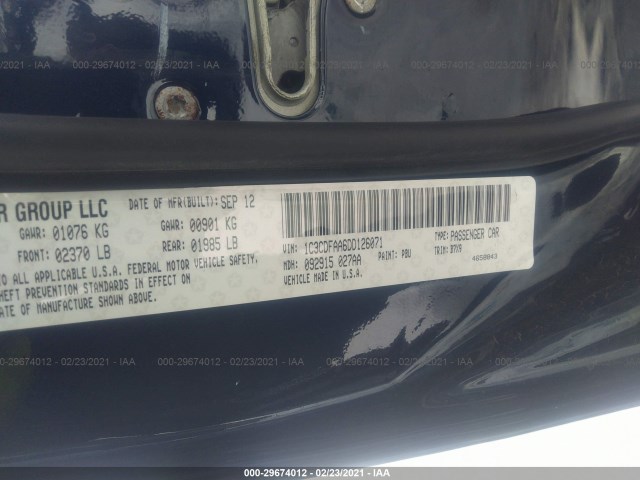 000-29674012 - 02/23/2021 - IAA
R GROUP LLC
DATE OF MFR(BUILT): SEP 12
GAWR: 01076 KG
GAWR: 00901 KG
FRONT: 02370 LB
REAR: 01985 LB
TO ALL APPLICABLE U.S.A. FEDERAL MOTOR VEHICLE SAFETY,
THEFT PREVENTION STANDARDS IN EFFECT ON
DATE OF MANUFACTURE SHOWN ABOVE.
VIN: 1C3CDFAA6DD126071
TYPE: PASSENGER CAR
MDH: 092915 027AA
PAINT: PBU
TRIM: B7X9
VEHICLE MADE IN U.S.A.
4658043
000-29674012 - 02/23/2021 - IAA
000-29674012 - 02/23/2021 - IAA